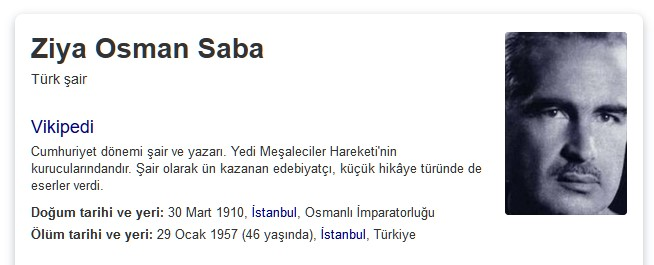 Ziya Osman Saba
Türk şair
Vikipedi
Cumhuriyet dönemi şair ve yazarı. Yedi Meşaleciler Hareketi'nin
kurucularındandır. Şair olarak ün kazanan edebiyatçı, küçük hikâye türünde de
eserler verdi.
Doğum tarihi ve yeri: 30 Mart 1910, İstanbul, Osmanlı İmparatorluğu
Ölüm tarihi ve yeri: 29 Ocak 1957 (46 yaşında), İstanbul, Türkiye